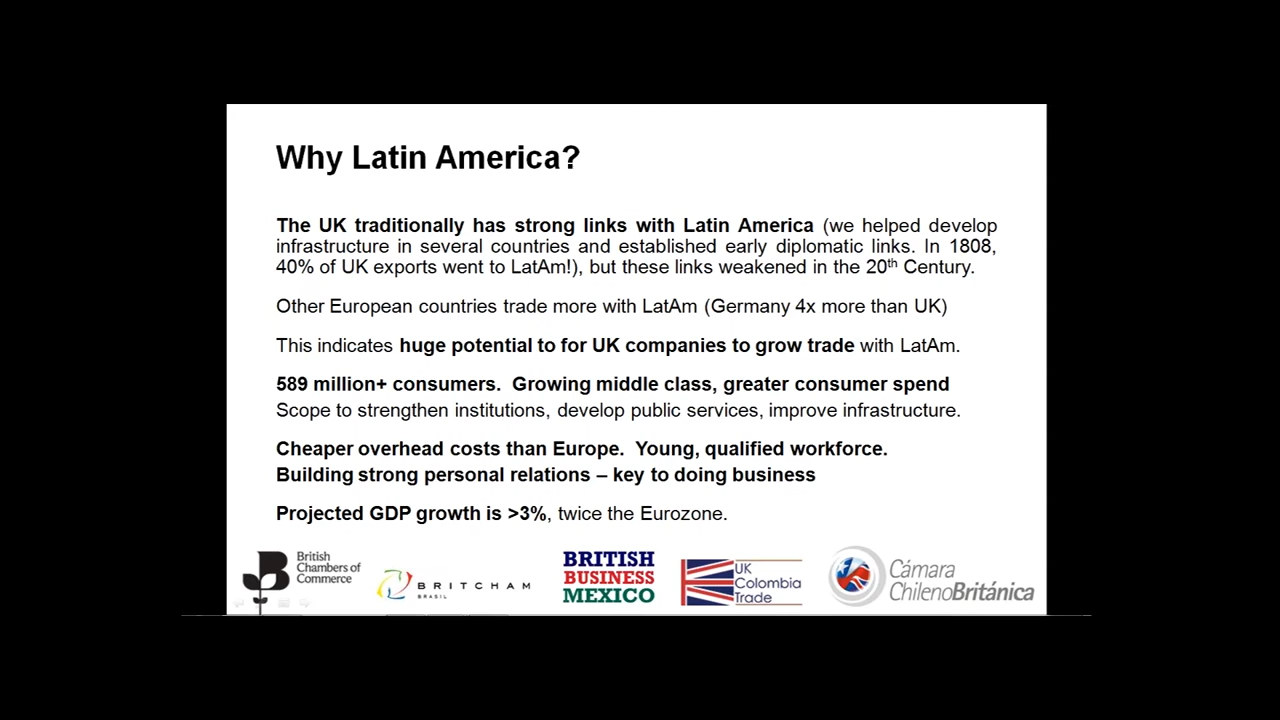 Why Latin America?
The UK traditionally has strong links with Latin America (we helped develop
infrastructure in several countries and established early diplomatic links. In 1808,
40% of UK exports went to LatAm!), but these links weakened in the 20th Century.
Other European countries trade more with LatAm (Germany 4x more than UK)
This indicates huge potential to for UK companies to grow trade with LatAm.
589 million+ consumers.  Growing middle class, greater consumer spend
Scope to strengthen institutions, develop public services, improve infrastructure.
Cheaper overhead costs than Europe.  Young, qualified workforce.
Building strong personal relations – key to doing business
Projected GDP growth is >3%, twice the Eurozone.
British
Chambers of
Commerce
BRITCHAM
BRASIL
BRITISH
BUSINESS
MEXICO
UK
Colombia
Trade
Cámara
ChilenoBritánica